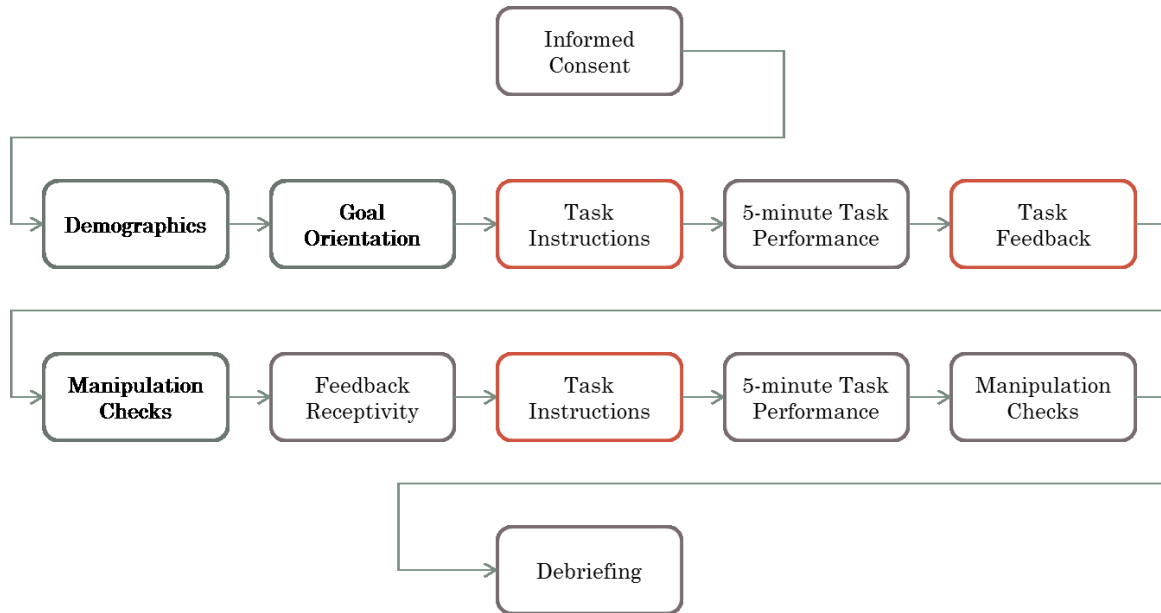 Informed
Consent
Demographics
Goal
Orientation
Task
Instructions
5-minute Task
Performance
Task
Feedback
Manipulation
Checks
Feedback
Receptivity
Task
Instructions
5-minute Task
Performance
Manipulation
Checks
Debriefing